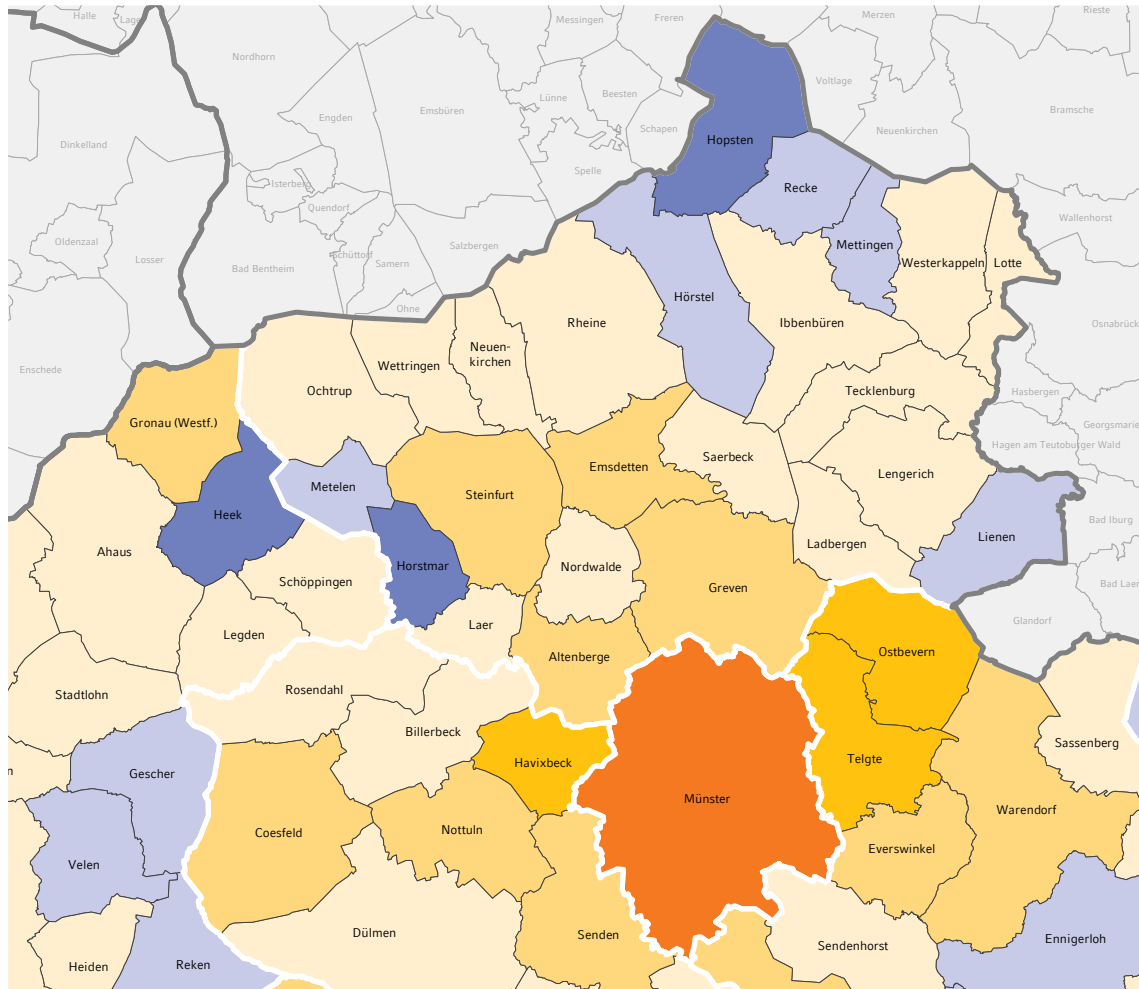 Halle
Lage
Messingen
Freren
Merzen
Rieste
Nordhorn
Lünne
Beesten
Voltlage
Bramsche
Emsbüren
Engden
Schapen
Neuenkirchen
Dinkelland
Hopsten
Spelle
Isterberg
Recke
Quendorf
Wallenhorst
Oldenzaal
Losser
Bad Bentheim
Schüttorf
Samern
Salzbergen
Mettingen
Westerkappeln
Lotte
Hörstel
Ohne
Rheine
Ibbenbüren
Osnabrück
Enschede
Wettringen
Neuen-
kirchen
Ochtrup
Tecklenburg
Hasbergen
Gronau (Westf.)
Georgsmarie
Hagen am Teutoburger Wald
Saerbeck
Emsdetten
Lengerich
Metelen
Steinfurt
Heek
Bad Iburg
Lienen
Ahaus
Ladbergen
Horstmar
Nordwalde
Schöppingen
Greven
Bad Laer
Glandorf
Laer
Legden
Altenberge
Ostbevern
Stadtlohn
Rosendahl
Billerbeck
Sassenberg
Havixbeck
Telgte
n
Gescher
Münster
Warendorf
Coesfeld
Nottuln
Everswinkel
Velen
Dülmen
Senden
Sendenhorst
Ennigerloh
Heiden
Reken